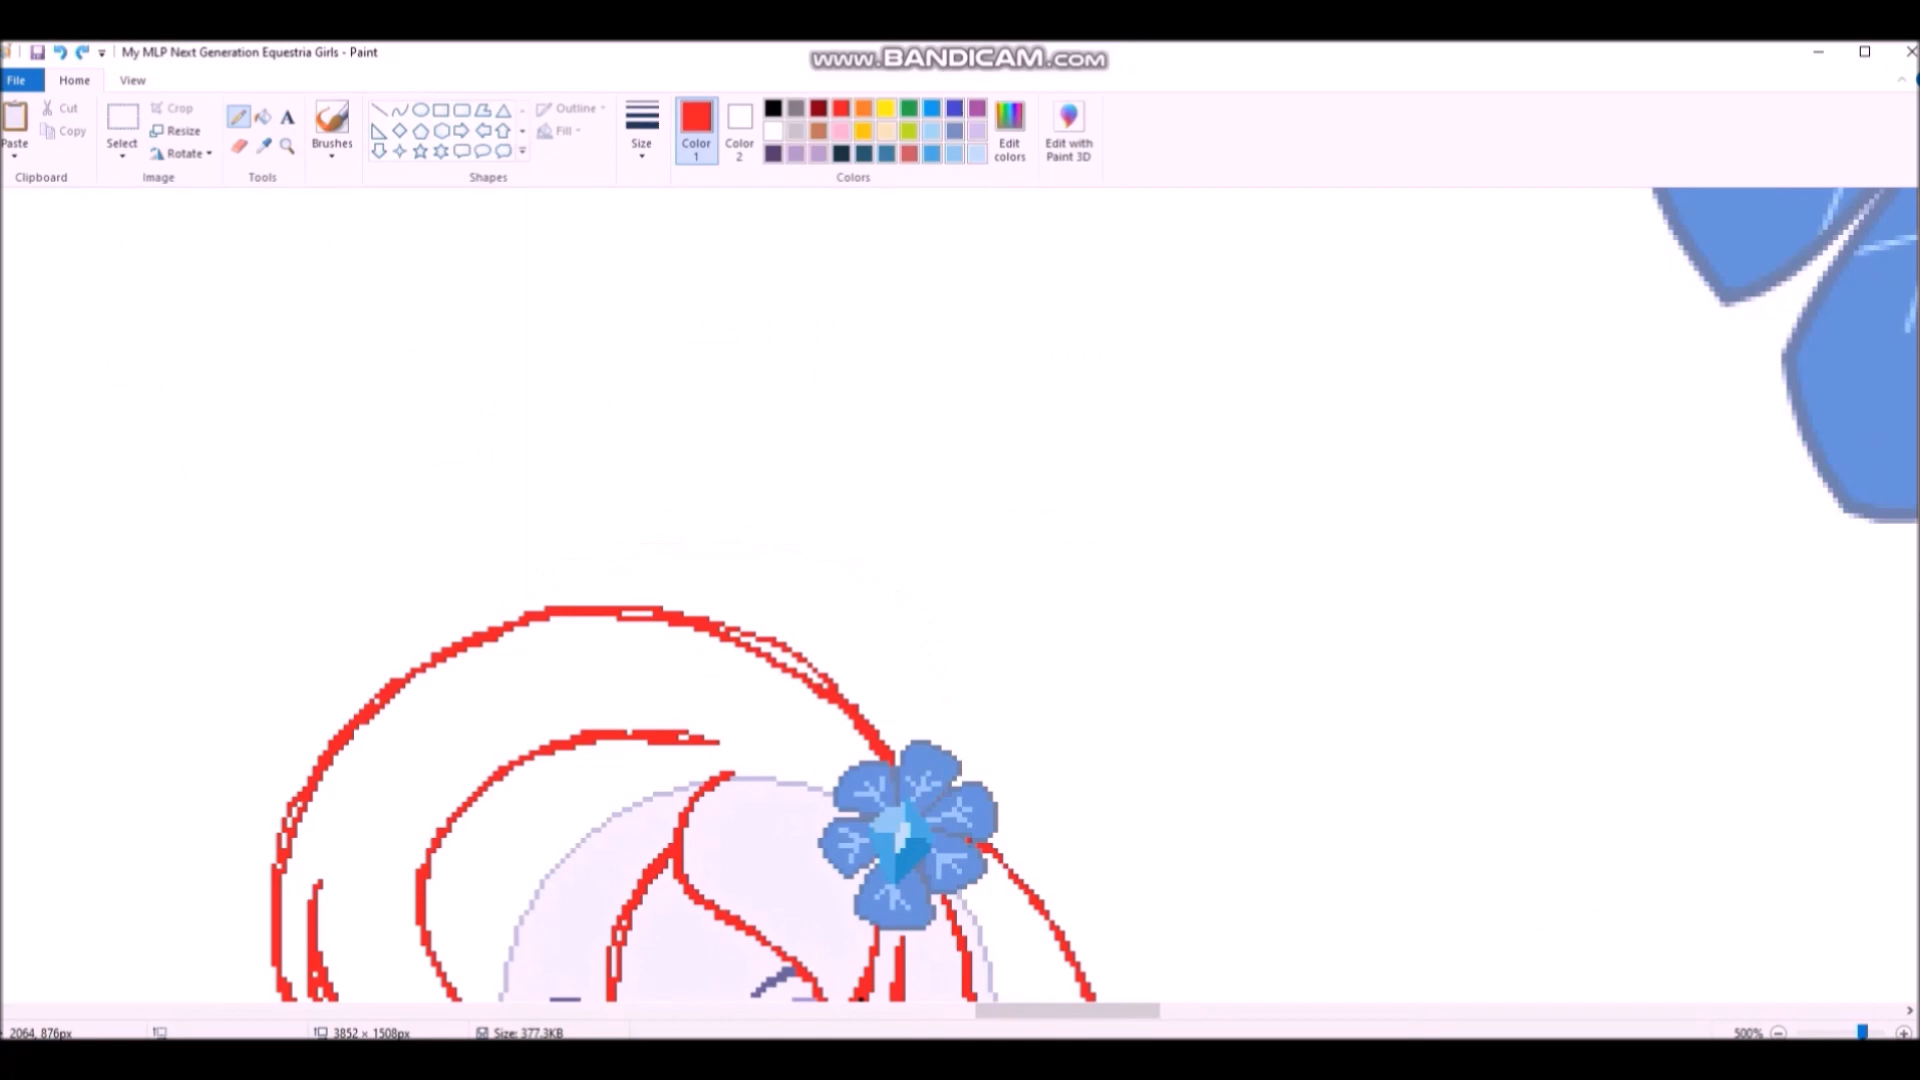 My MLP Next Generation Equestria Girls - Paint
www.BANDICAM.com
File Home View
Paste
Cut
Copy
Clipboard
Select
Crop
Resize
Rotate
Image
A
Tools
Brushes
Outline
Fill
Shapes
Size
Color 1
Color 2
Edit colors
Colors
Edit with Paint 3D
2064, 876px
3852 × 1508px
Size: 377.3KB
500%